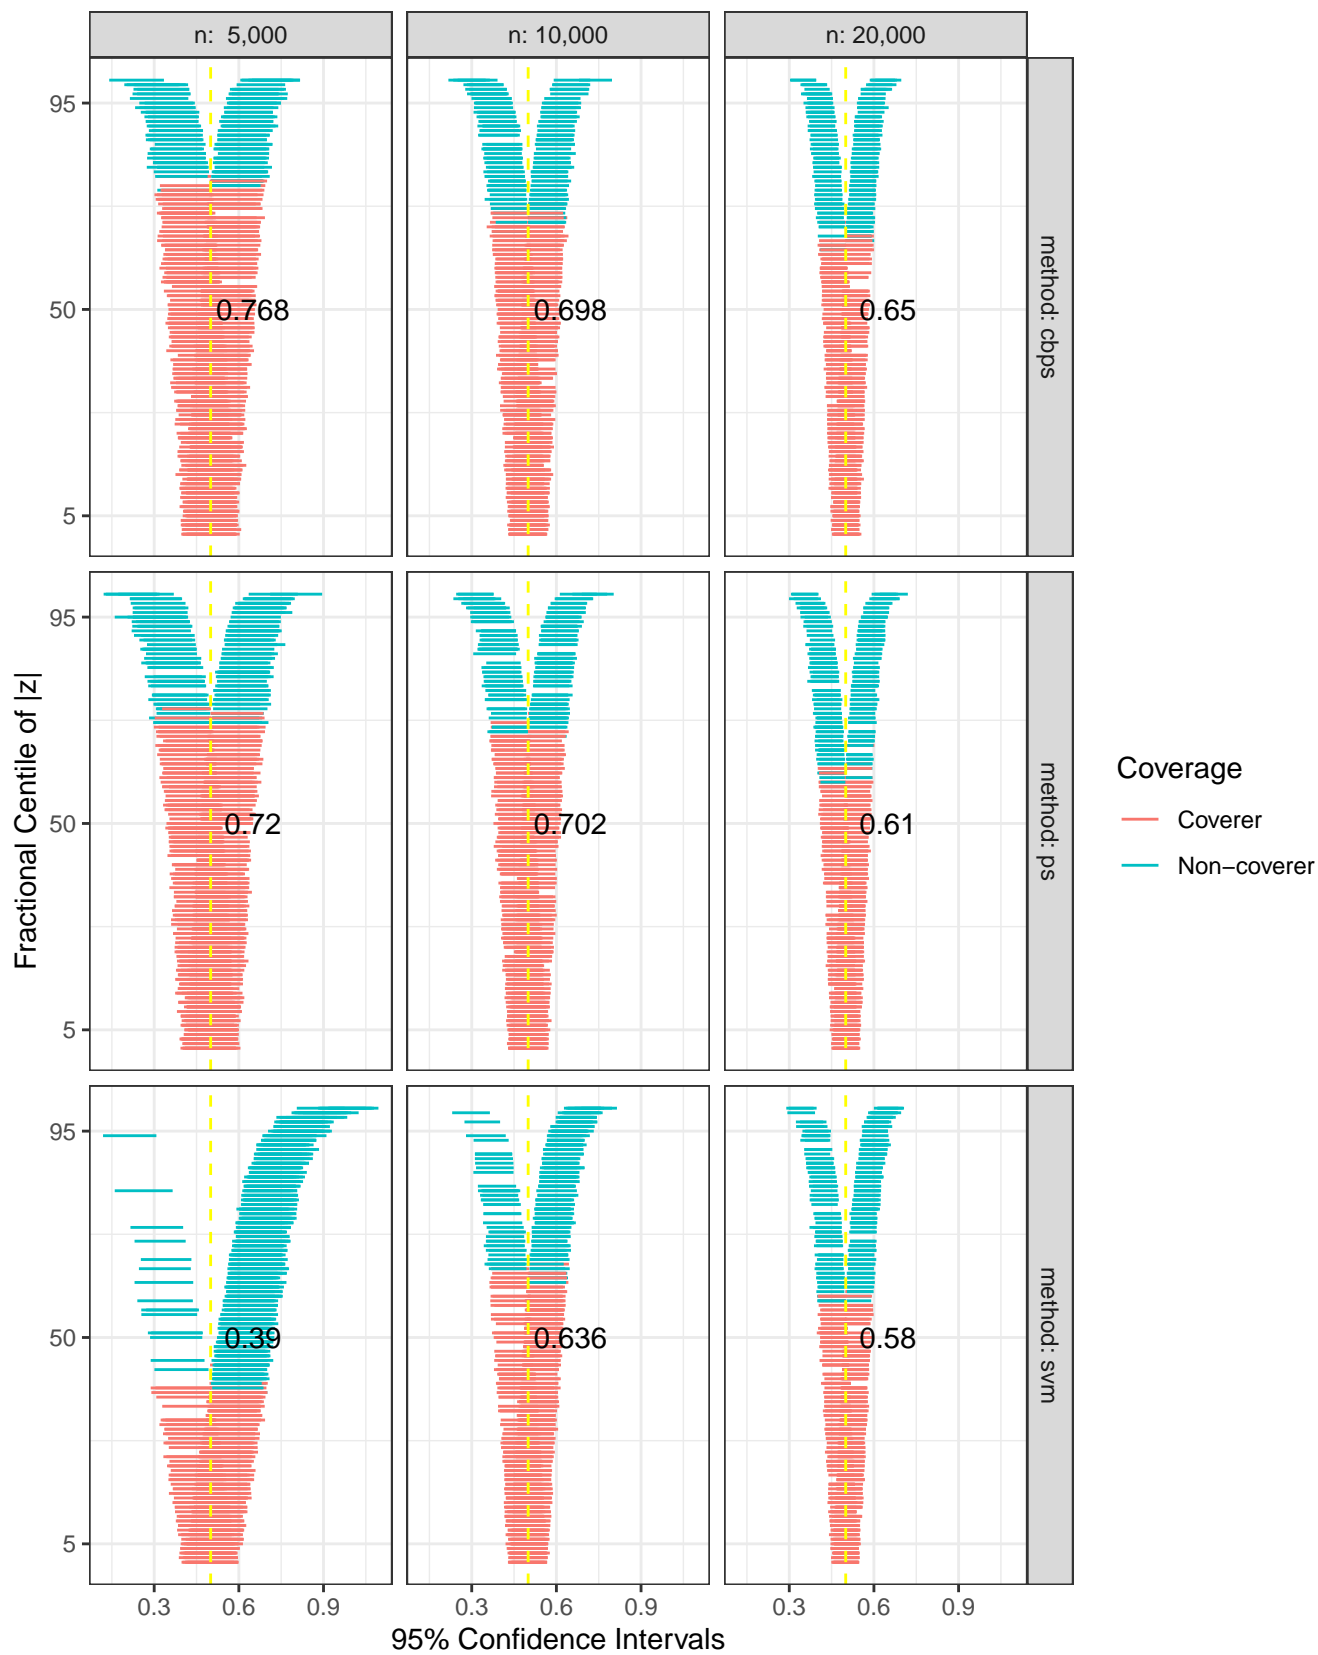 n:  5,000
n: 10,000
n: 20,000
95
50
5
0.768
0.698
0.65
method: cbps
95
50
5
0.72
0.702
0.61
method: ps
Fractional Centile of |z|
Coverage
Coverer
Non−coverer
95
50
5
0.39
0.636
0.58
method: svm
0.3 0.6 0.9
0.3 0.6 0.9
0.3 0.6 0.9
95% Confidence Intervals